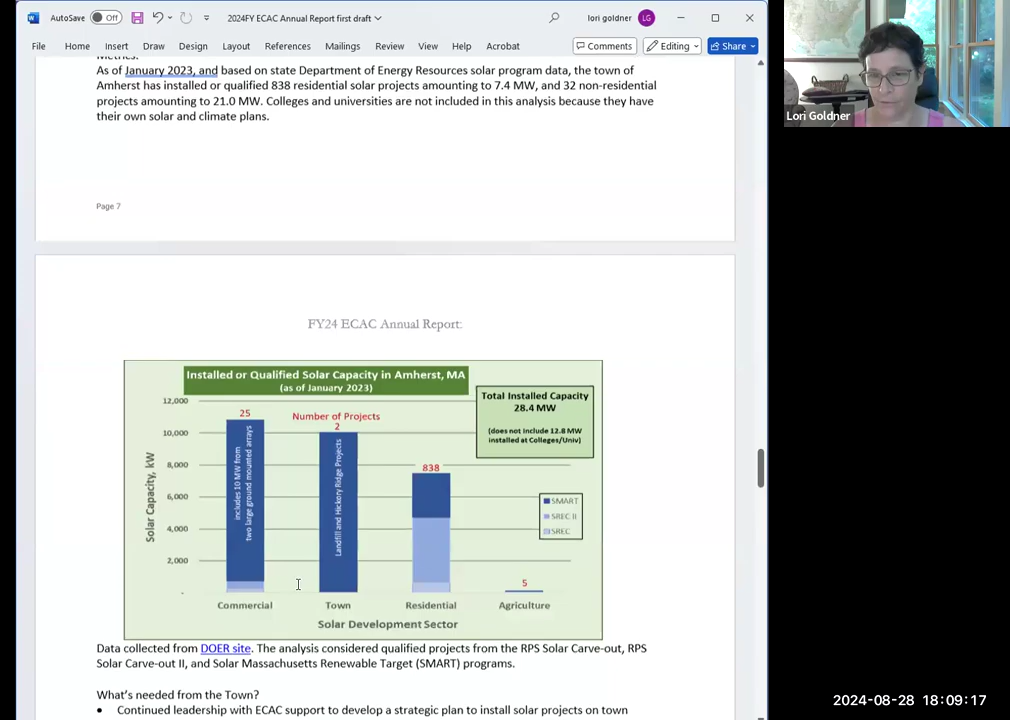 AutoSave Off 2024FY ECAC Annual Report first draft lori goldner LG
File Home Insert Draw Design Layout References Mailings Review View Help Acrobat Comments Editing Share
Metrics:
As of January 2023, and based on state Department of Energy Resources solar program data, the town of
Amherst has installed or qualified 838 residential solar projects amounting to 7.4 MW, and 32 non-residential
projects amounting to 21.0 MW. Colleges and universities are not included in this analysis because they have
their own solar and climate plans.
Page 7
FY24 ECAC Annual Report:
Installed or Qualified Solar Capacity in Amherst, MA
(as of January 2023)
Total Installed Capacity
28.4 MW
(does not include 12.8 MW
installed at Colleges/Univ)
Number of Projects
25
2
838
5
Solar Capacity, kW
12,000
10,000
8,000
6,000
4,000
2,000
-
includes 10 MW from
two large ground mounted arrays
Landfill and Hickory Ridge Projects
SMART
SREC II
SREC
Commercial Town Residential Agriculture
Solar Development Sector
Data collected from DOER site. The analysis considered qualified projects from the RPS Solar Carve-out, RPS
Solar Carve-out II, and Solar Massachusetts Renewable Target (SMART) programs.
What's needed from the Town?
• Continued leadership with ECAC support to develop a strategic plan to install solar projects on town
Lori Goldner
2024-08-28 18:09:17